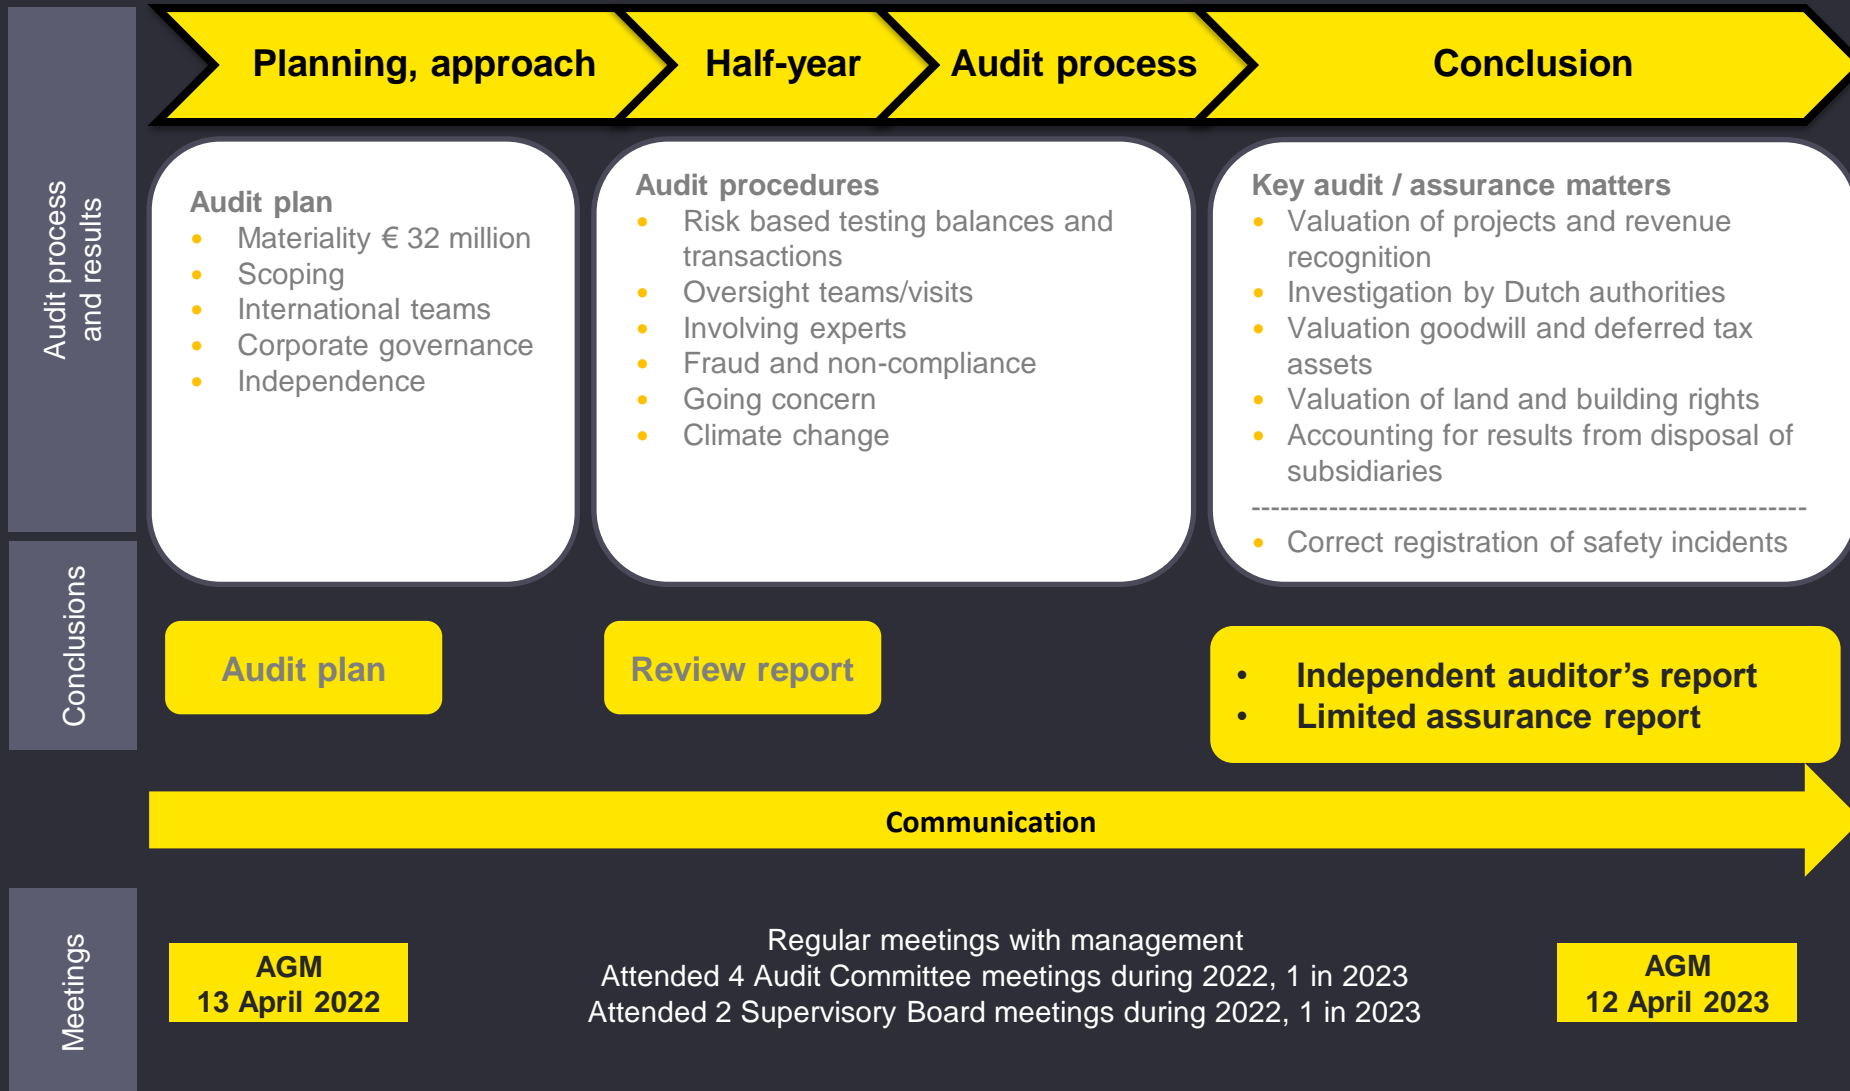 Planning, approach
Half-year
Audit process
Conclusion
Audit process
and results
Audit plan
• Materiality € 32 million
• Scoping
• International teams
• Corporate governance
• Independence
Audit procedures
• Risk based testing balances and
transactions
• Oversight teams/visits
• Involving experts
• Fraud and non-compliance
• Going concern
• Climate change
Key audit / assurance matters
• Valuation of projects and revenue
recognition
• Investigation by Dutch authorities
• Valuation goodwill and deferred tax
assets
• Valuation of land and building rights
• Accounting for results from disposal of
subsidiaries
----------------------------------------------------------
• Correct registration of safety incidents
Conclusions
Audit plan
Review report
• Independent auditor’s report
• Limited assurance report
Communication
Meetings
AGM
13 April 2022
Regular meetings with management
Attended 4 Audit Committee meetings during 2022, 1 in 2023
Attended 2 Supervisory Board meetings during 2022, 1 in 2023
AGM
12 April 2023